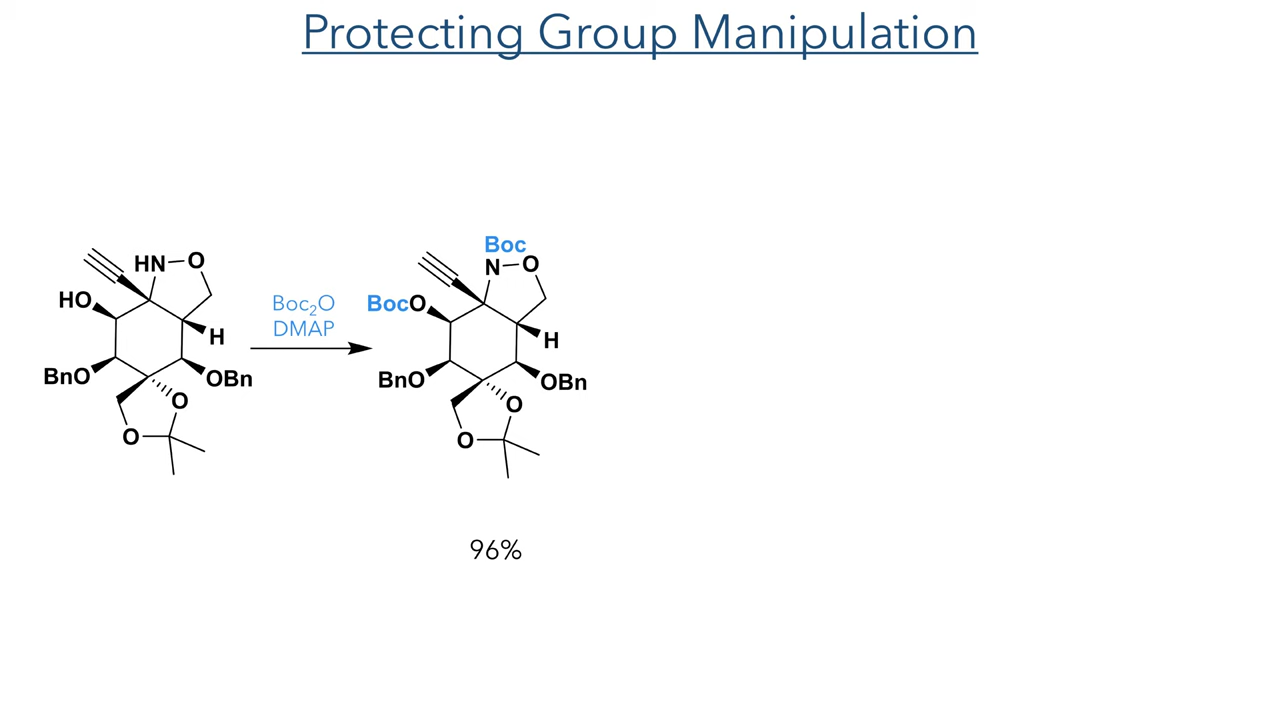 Protecting Group Manipulation
HN O
HO
H
BnO
OBn
O
O
Boc₂O
DMAP
Boc
N O
BocO
H
BnO
OBn
O
O
96%